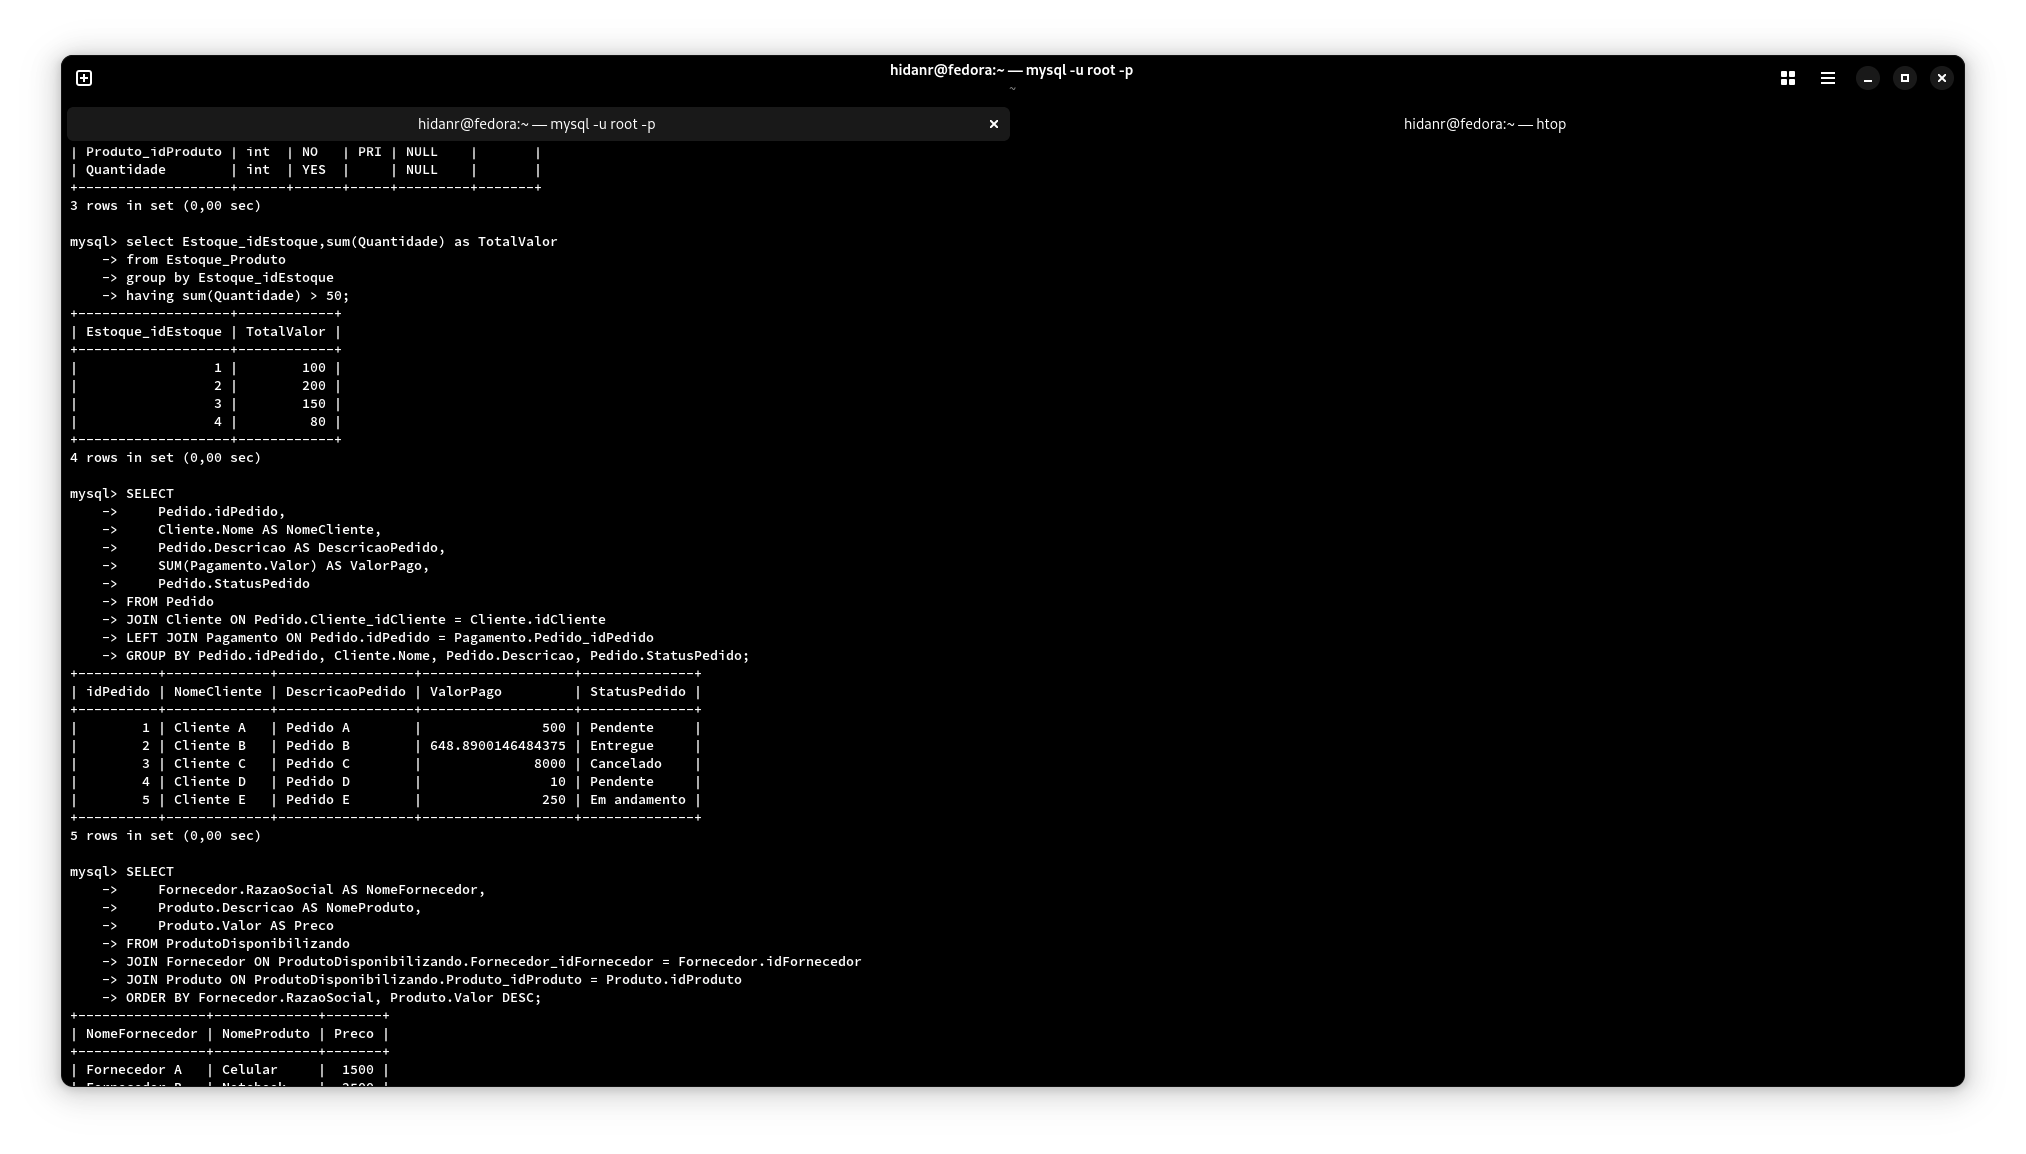 hidanr@fedora:~ — mysql -u root -p
~
hidanr@fedora:~ — mysql -u root -p
hidanr@fedora:~ — htop
| Produto_idProduto | int  | NO   | PRI | NULL    |       |
| Quantidade        | int  | YES  |     | NULL    |       |
+-------------------+------+------+-----+---------+-------+
3 rows in set (0,00 sec)
mysql> select Estoque_idEstoque,sum(Quantidade) as TotalValor
    -> from Estoque_Produto
    -> group by Estoque_idEstoque
    -> having sum(Quantidade) > 50;
+-------------------+------------+
| Estoque_idEstoque | TotalValor |
+-------------------+------------+
|                 1 |        100 |
|                 2 |        200 |
|                 3 |        150 |
|                 4 |         80 |
+-------------------+------------+
4 rows in set (0,00 sec)
mysql> SELECT
    ->     Pedido.idPedido,
    ->     Cliente.Nome AS NomeCliente,
    ->     Pedido.Descricao AS DescricaoPedido,
    ->     SUM(Pagamento.Valor) AS ValorPago,
    ->     Pedido.StatusPedido
    -> FROM Pedido
    -> JOIN Cliente ON Pedido.Cliente_idCliente = Cliente.idCliente
    -> LEFT JOIN Pagamento ON Pedido.idPedido = Pagamento.Pedido_idPedido
    -> GROUP BY Pedido.idPedido, Cliente.Nome, Pedido.Descricao, Pedido.StatusPedido;
+----------+-------------+-----------------+-------------------+--------------+
| idPedido | NomeCliente | DescricaoPedido | ValorPago         | StatusPedido |
+----------+-------------+-----------------+-------------------+--------------+
|        1 | Cliente A   | Pedido A        |               500 | Pendente     |
|        2 | Cliente B   | Pedido B        | 648.8900146484375 | Entregue     |
|        3 | Cliente C   | Pedido C        |              8000 | Cancelado    |
|        4 | Cliente D   | Pedido D        |                10 | Pendente     |
|        5 | Cliente E   | Pedido E        |               250 | Em andamento |
+----------+-------------+-----------------+-------------------+--------------+
5 rows in set (0,00 sec)
mysql> SELECT
    ->     Fornecedor.RazaoSocial AS NomeFornecedor,
    ->     Produto.Descricao AS NomeProduto,
    ->     Produto.Valor AS Preco
    -> FROM ProdutoDisponibilizando
    -> JOIN Fornecedor ON ProdutoDisponibilizando.Fornecedor_idFornecedor = Fornecedor.idFornecedor
    -> JOIN Produto ON ProdutoDisponibilizando.Produto_idProduto = Produto.idProduto
    -> ORDER BY Fornecedor.RazaoSocial, Produto.Valor DESC;
+----------------+-------------+-------+
| NomeFornecedor | NomeProduto | Preco |
+----------------+-------------+-------+
| Fornecedor A   | Celular     |  1500 |